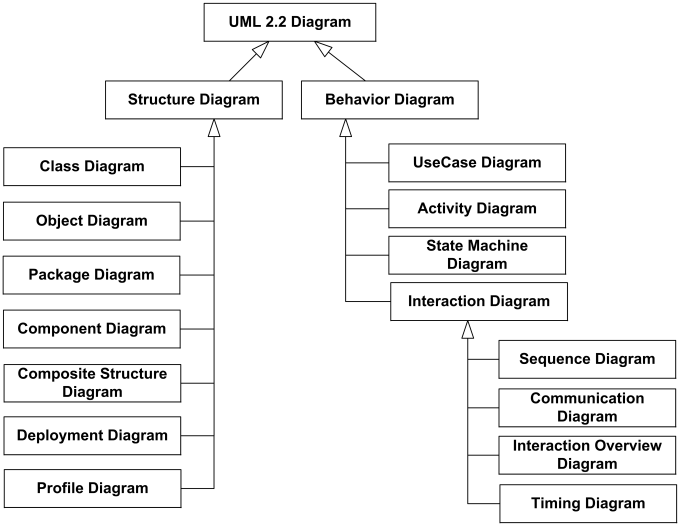 UML 2.2 Diagram
Structure Diagram
Behavior Diagram
Class Diagram
Object Diagram
Package Diagram
Component Diagram
Composite Structure
Diagram
Deployment Diagram
Profile Diagram
UseCase Diagram
Activity Diagram
State Machine
Diagram
Interaction Diagram
Sequence Diagram
Communication
Diagram
Interaction Overview
Diagram
Timing Diagram